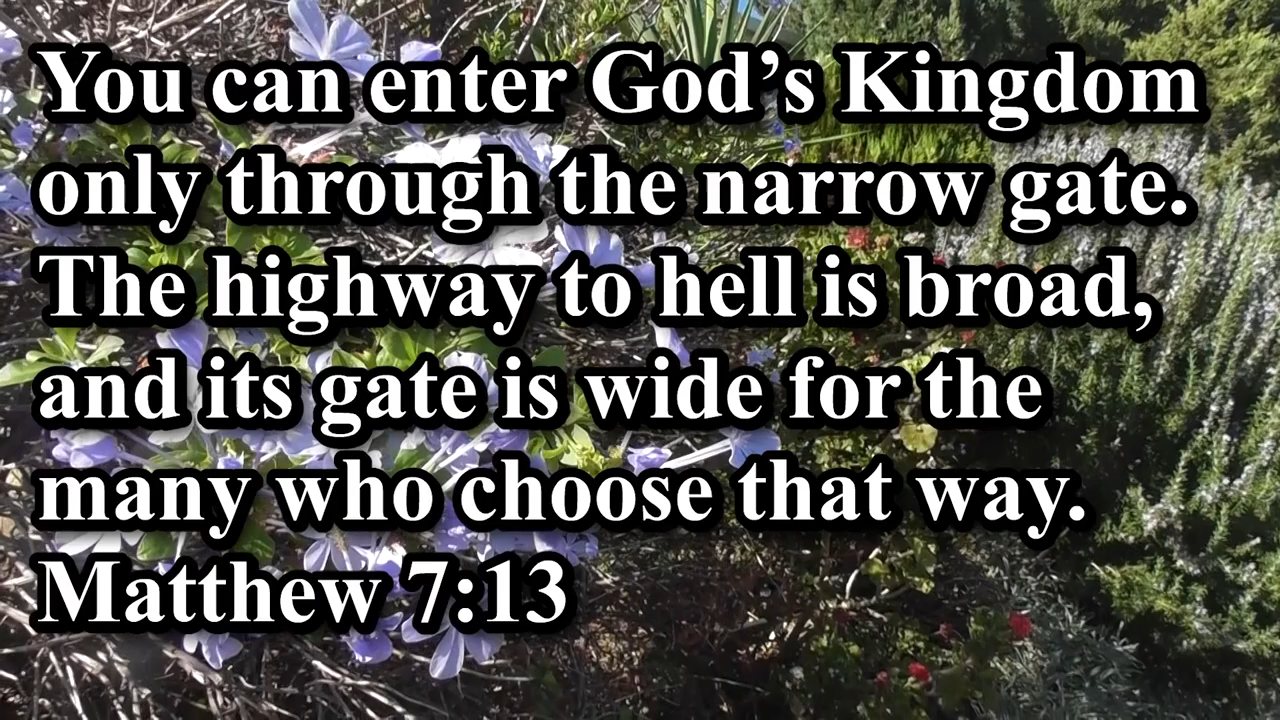 You can enter God’s Kingdom
only through the narrow gate.
The highway to hell is broad,
and its gate is wide for the
many who choose that way.
Matthew 7:13